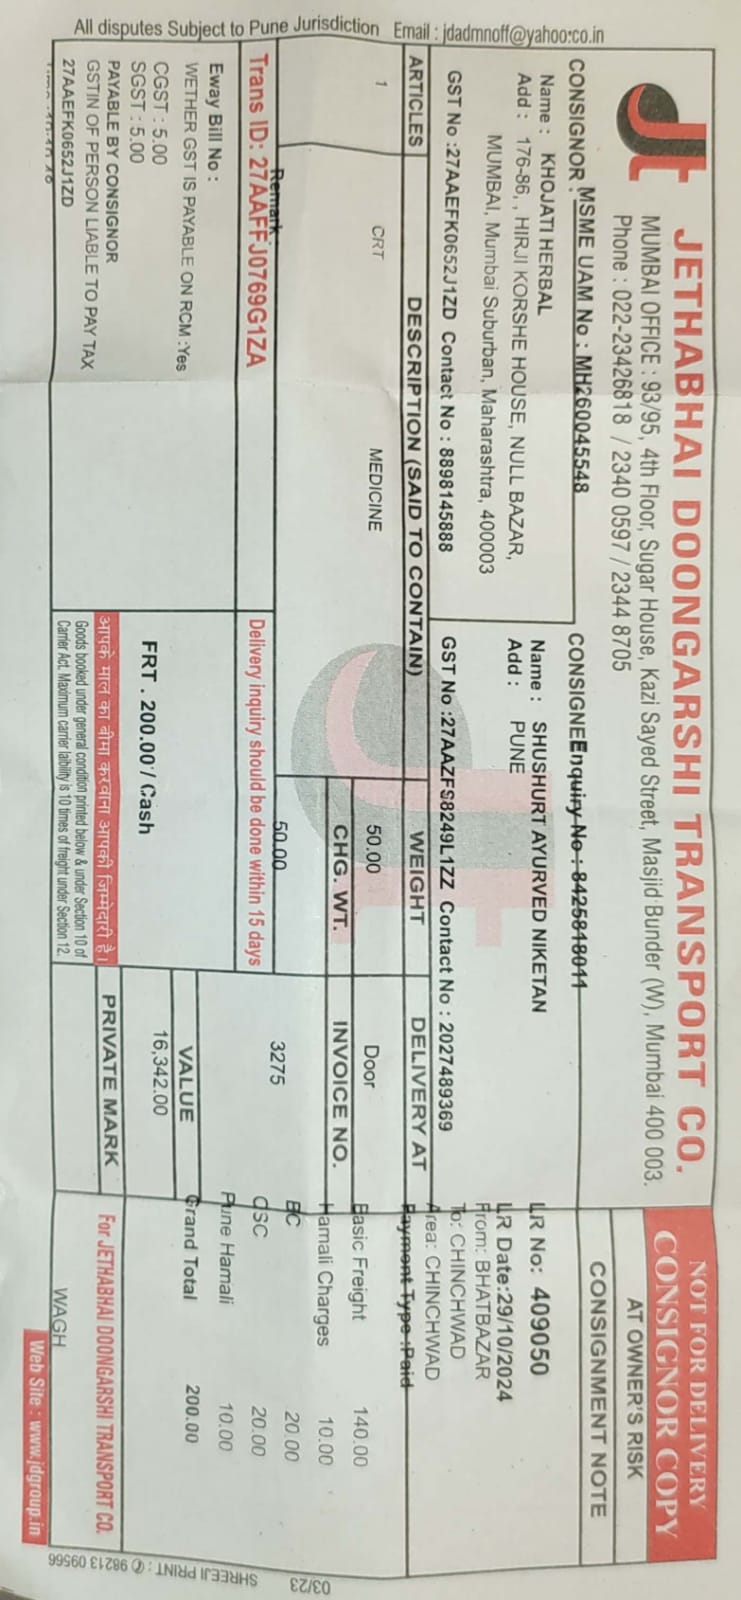 All disputes Subject to Pune Jurisdiction Email : jdadmnoff@yahoo.co.in
JETHABHAI DOONGARSHI TRANSPORT CO.
MUMBAI OFFICE : 93/95, 4th Floor, Sugar House, Kazi Sayed Street, Masjid Bunder (W), Mumbai 400 003.
Phone : 022-23426818 / 2340 0597 / 2344 8705
NOT FOR DELIVERY
CONSIGNOR COPY
AT OWNER'S RISK
CONSIGNMENT NOTE
MSME UAM No : MH260045548
Enquiry No : 8425818011
CONSIGNOR :
Name : KHOJATI HERBAL
Add : 176-86,, HIRJI KORSHE HOUSE, NULL BAZAR,
MUMBAI, Mumbai Suburban, Maharashtra, 400003
GST No :27AAEFK0652J1ZD Contact No : 8898145888
CONSIGNEE
Name : SHUSHURT AYURVED NIKETAN
Add : PUNE
GST No :27AAZFS8249L1ZZ Contact No : 2027489369
LR No: 409050
LR Date:29/10/2024
From: BHATBAZAR
To: CHINCHWAD
Area: CHINCHWAD
Payment Type :Paid
ARTICLES DESCRIPTION (SAID TO CONTAIN) WEIGHT DELIVERY AT
1 CRT MEDICINE 50.00 Door
CHG. WT. INVOICE NO.
50.00 3275
Basic Freight 140.00
Hamali Charges 10.00
BC 20.00
CSC 20.00
Pune Hamali 10.00
Grand Total 200.00
Remark :
Trans ID: 27AAFFJ0769G1ZA
Delivery inquiry should be done within 15 days
Eway Bill No :
WETHER GST IS PAYABLE ON RCM :Yes
CGST : 5.00
SGST : 5.00
PAYABLE BY CONSIGNOR
GSTIN OF PERSON LIABLE TO PAY TAX
27AAEFK0652J1ZD
FRT . 200.00 / Cash
VALUE
16,342.00
PRIVATE MARK
आपके माल का बीमा करवाना आपकी जिम्मेदारी है।
Goods booked under general condition printed below & under Section 10 of
Carrier Act. Maximum carrier laibility is 10 times of freight under Section 12.
For JETHABHAI DOONGARSHI TRANSPORT CO.
WAGH
Web Site : www.jdgroup.in
03/23
SHREEJI PRINT : ✆ 98213 09566